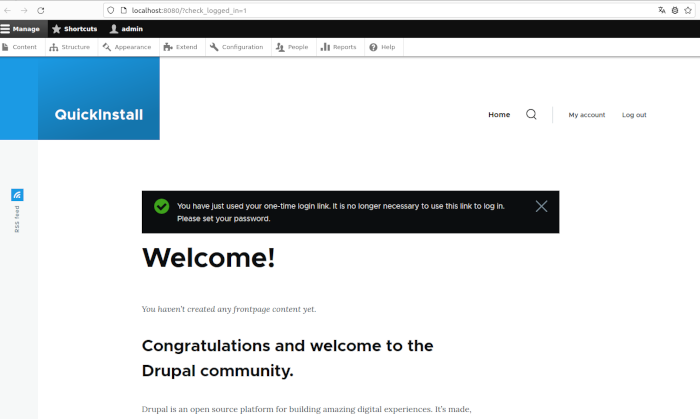 localhost:8080/?check_logged_in=1
Manage Shortcuts admin
Content Structure Appearance Extend Configuration People Reports Help
QuickInstall
Home My account Log out
RSS feed
You have just used your one-time login link. It is no longer necessary to use this link to log in.
Please set your password.
Welcome!
You haven't created any frontpage content yet.
Congratulations and welcome to the
Drupal community.
Drupal is an open source platform for building amazing digital experiences. It's made,